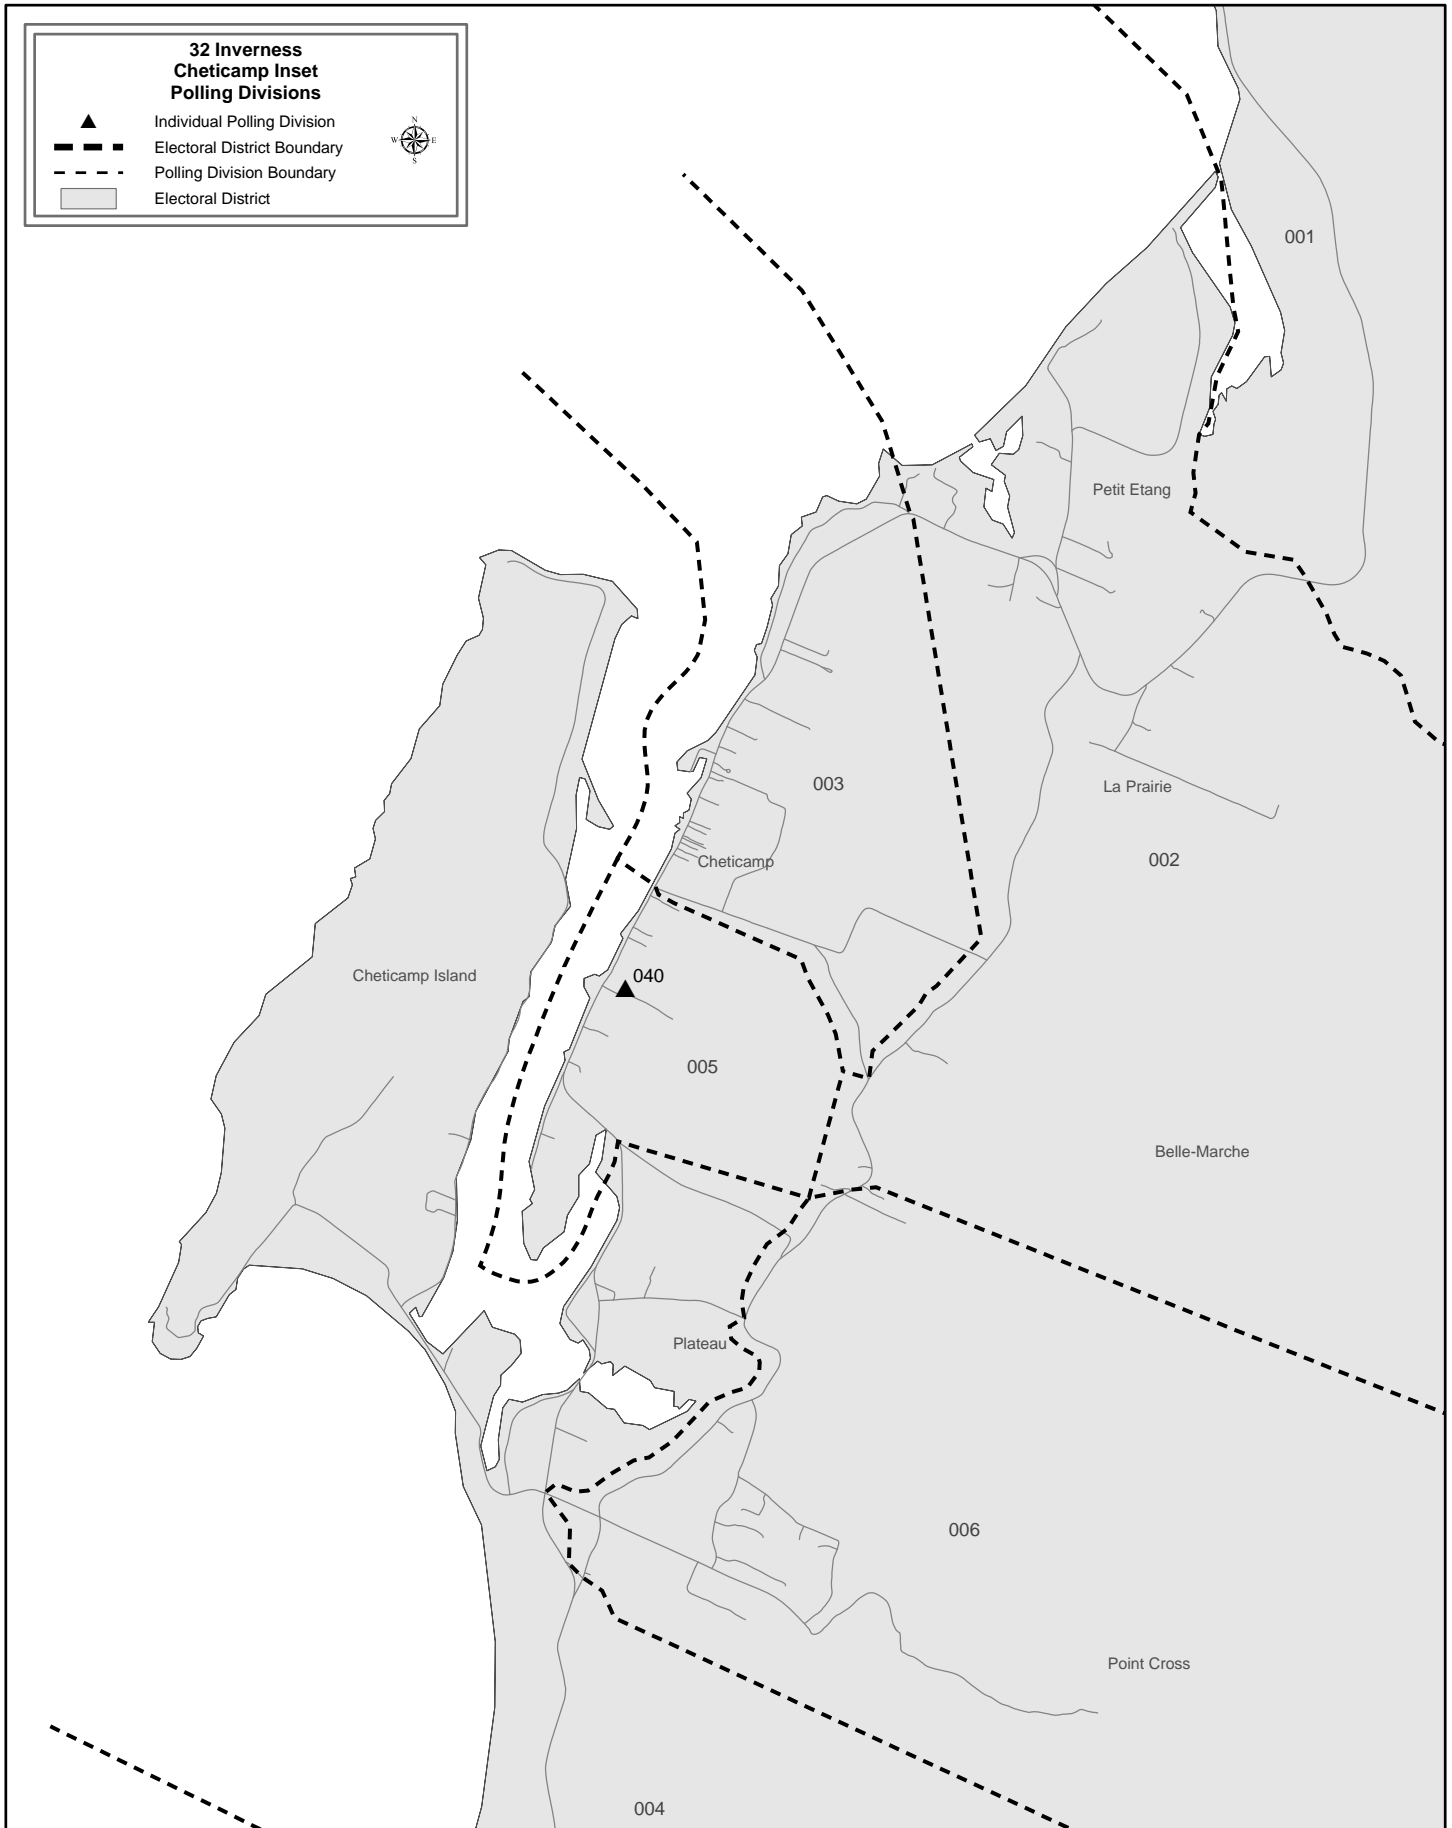 32 Inverness
Cheticamp Inset
Polling Divisions
Individual Polling Division
Electoral District Boundary
Polling Division Boundary
Electoral District
N
W E
S
001
Petit Etang
003
La Prairie
002
Cheticamp
Cheticamp Island
040
005
Belle-Marche
Plateau
006
Point Cross
004